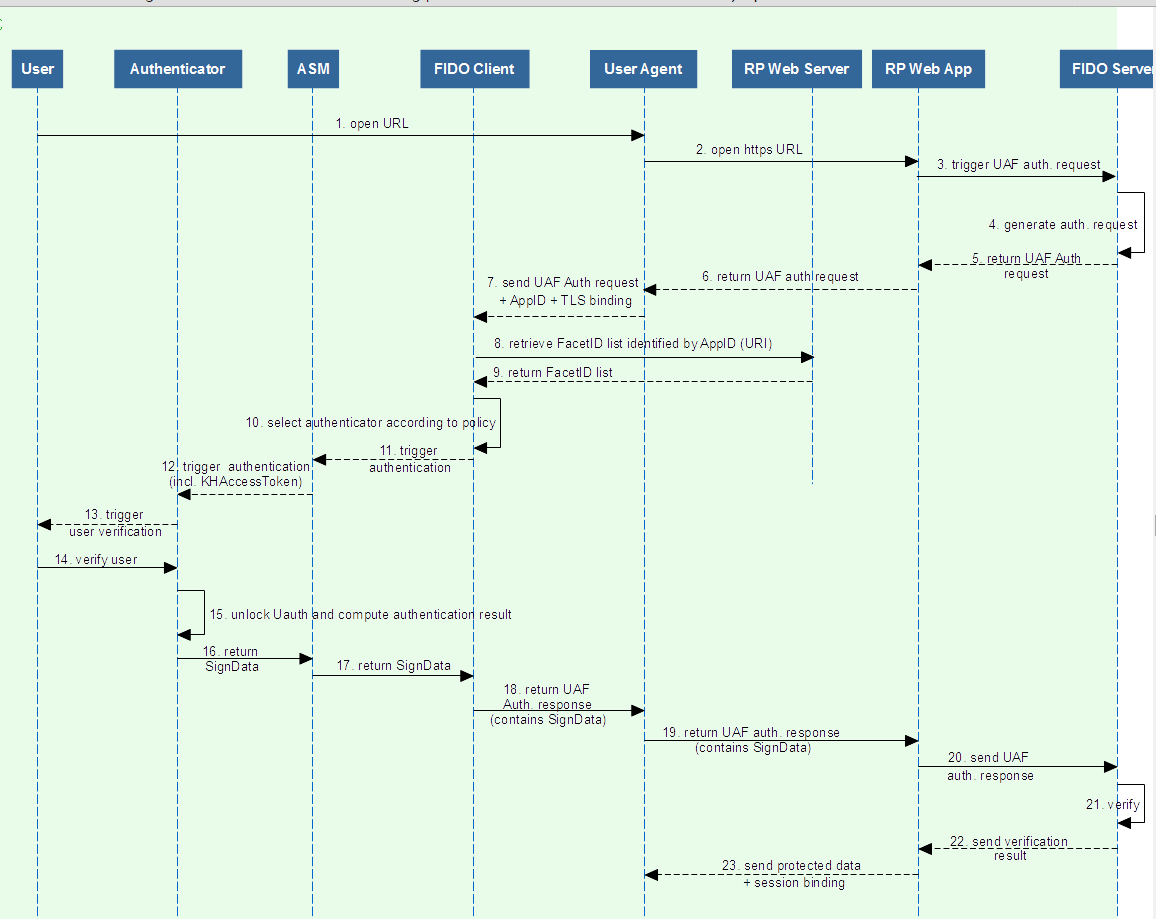 User
Authenticator
ASM
FIDO Client
User Agent
RP Web Server
RP Web App
FIDO Serve
1. open URL
2. open https URL
3. trigger UAF auth. request
4. generate auth. request
5. return UAF Auth
request
6. return UAF auth request
7. send UAF Auth request
+ AppID + TLS binding
8. retrieve FacetID list identified by AppID (URI)
9. return FacetID list
10. select authenticator according to policy
11. trigger
authentication
12. trigger authentication
(incl. KHAccessToken)
13. trigger
user verification
14. verify user
15. unlock Uauth and compute authentication result
16. return
SignData
17. return SignData
18. return UAF
Auth. response
(contains SignData)
19. return UAF auth. response
(contains SignData)
20. send UAF
auth. response
21. verify
22. send verification
result
23. send protected data
+ session binding